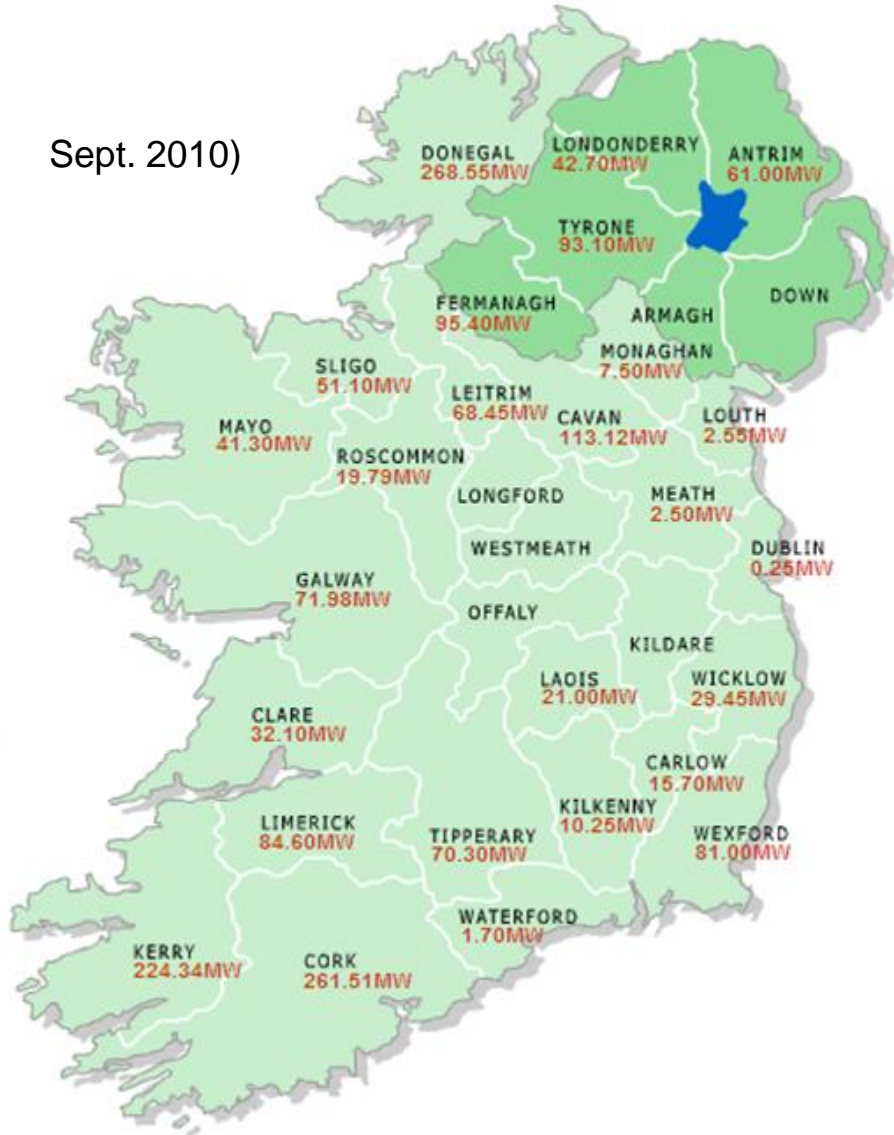 Sept. 2010)
DONEGAL
268.55MW
LONDONDERRY
42.70MW
ANTRIM
61.00MW
TYRONE
93.10MW
FERMANAGH
95.40MW
DOWN
ARMAGH
MONAGHAN
7.50MW
SLIGO
51.10MW
LEITRIM
68.45MW
CAVAN
113.12MW
LOUTH
2.55MW
MAYO
41.30MW
ROSCOMMON
19.79MW
LONGFORD
MEATH
2.50MW
WESTMEATH
DUBLIN
0.25MW
GALWAY
71.98MW
OFFALY
KILDARE
LAOIS
21.00MW
WICKLOW
29.45MW
CLARE
32.10MW
CARLOW
15.70MW
LIMERICK
84.60MW
TIPPERARY
70.30MW
KILKENNY
10.25MW
WEXFORD
81.00MW
WATERFORD
1.70MW
KERRY
224.34MW
CORK
261.51MW